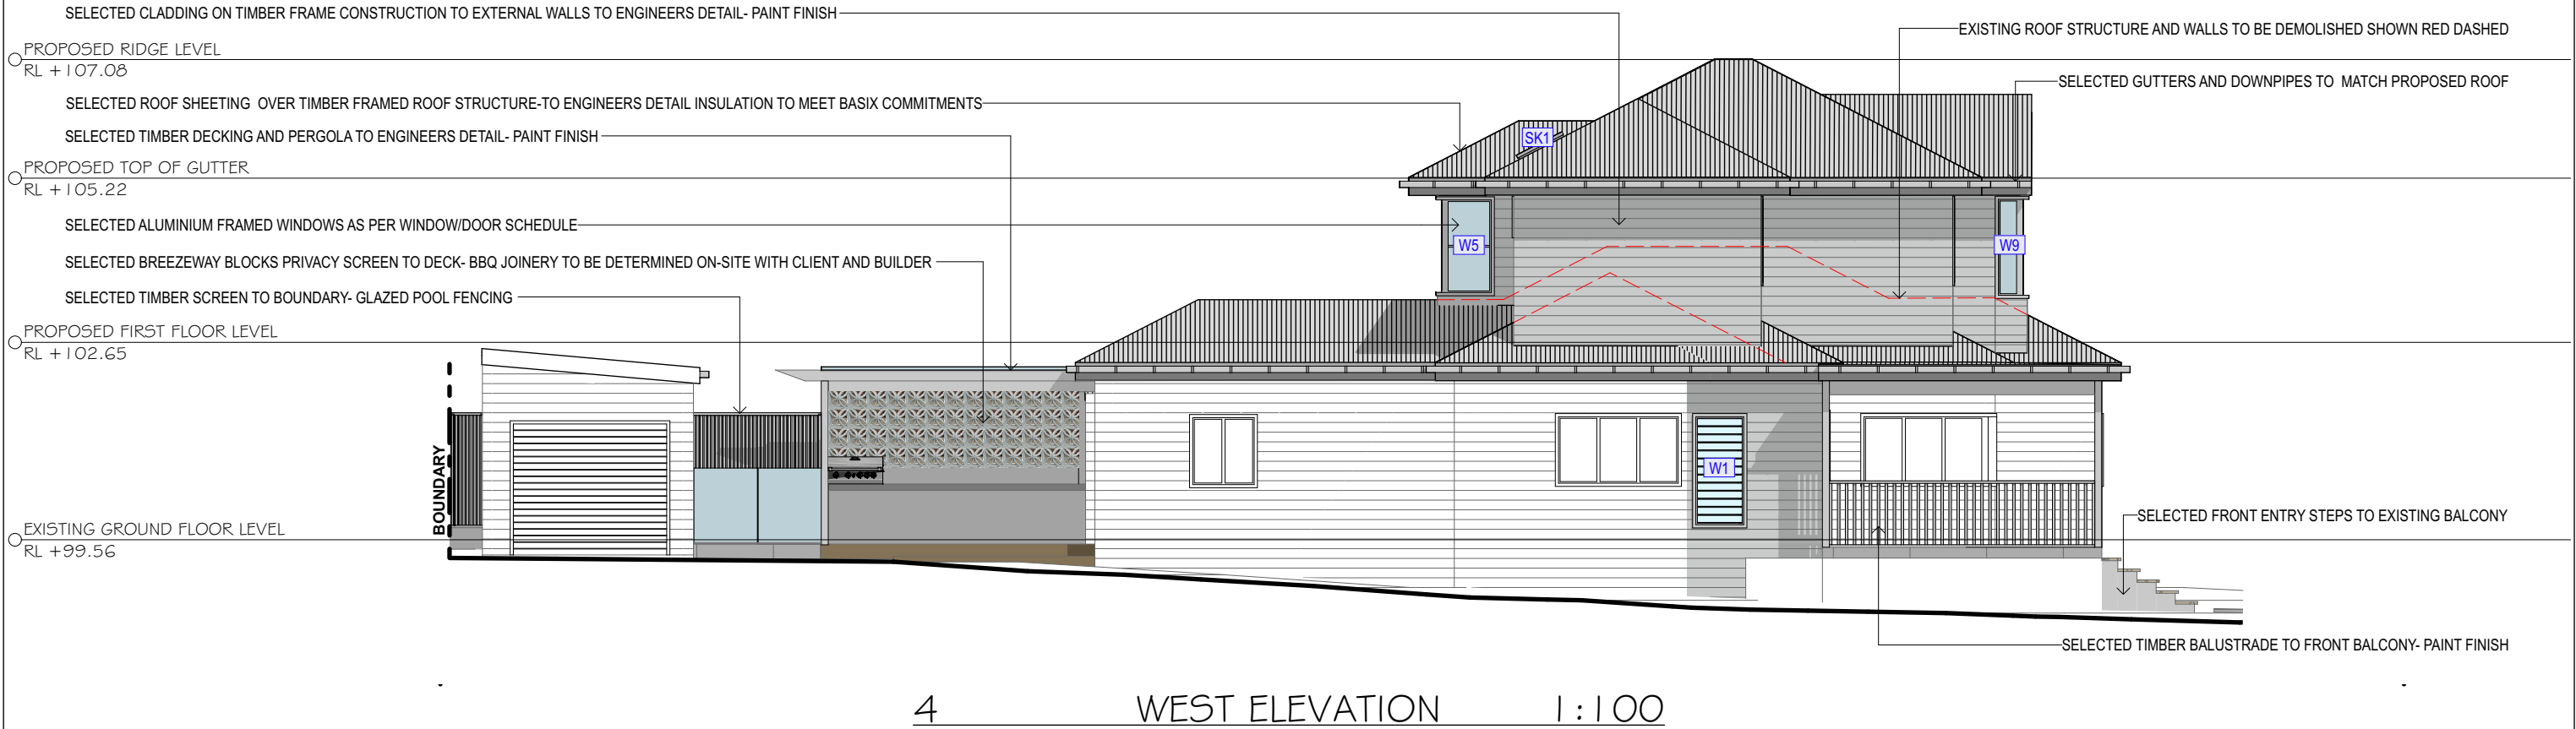 SELECTED CLADDING ON TIMBER FRAME CONSTRUCTION TO EXTERNAL WALLS TO ENGINEERS DETAIL- PAINT FINISH
EXISTING ROOF STRUCTURE AND WALLS TO BE DEMOLISHED SHOWN RED DASHED
PROPOSED RIDGE LEVEL
RL +107.08
SELECTED GUTTERS AND DOWNPIPES TO MATCH PROPOSED ROOF
SELECTED ROOF SHEETING OVER TIMBER FRAMED ROOF STRUCTURE-TO ENGINEERS DETAIL INSULATION TO MEET BASIX COMMITMENTS
SELECTED TIMBER DECKING AND PERGOLA TO ENGINEERS DETAIL- PAINT FINISH
SK1
PROPOSED TOP OF GUTTER
RL +105.22
SELECTED ALUMINIUM FRAMED WINDOWS AS PER WINDOW/DOOR SCHEDULE
W5
W9
SELECTED BREEZEWAY BLOCKS PRIVACY SCREEN TO DECK- BBQ JOINERY TO BE DETERMINED ON-SITE WITH CLIENT AND BUILDER
SELECTED TIMBER SCREEN TO BOUNDARY- GLAZED POOL FENCING
PROPOSED FIRST FLOOR LEVEL
RL +102.65
BOUNDARY
W1
EXISTING GROUND FLOOR LEVEL
RL +99.56
SELECTED FRONT ENTRY STEPS TO EXISTING BALCONY
SELECTED TIMBER BALUSTRADE TO FRONT BALCONY- PAINT FINISH
4 WEST ELEVATION 1:100